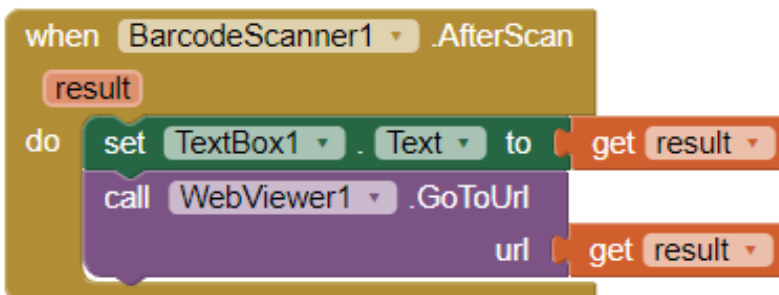 when BarcodeScanner1 .AfterScan
result
do set TextBox1 . Text to get result
call WebViewer1 .GoToUrl
url get result